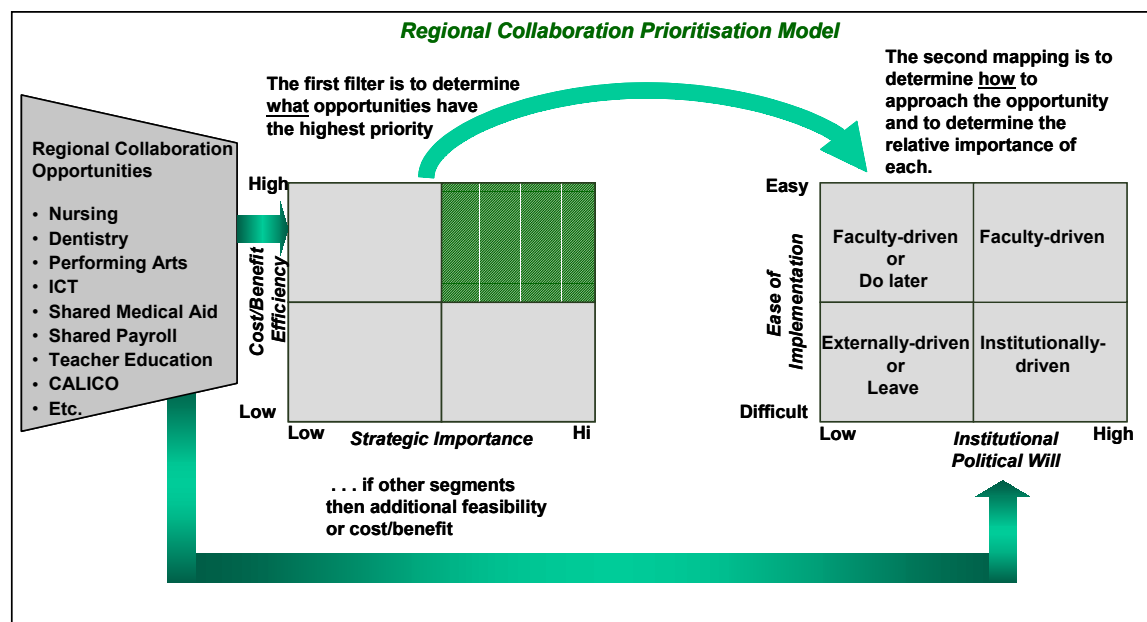 Regional Collaboration Prioritisation Model
The first filter is to determine
what opportunities have
the highest priority
The second mapping is to
determine how to
approach the opportunity
and to determine the
relative importance of
each.
Regional Collaboration
Opportunities
• Nursing
• Dentistry
• Performing Arts
• ICT
• Shared Medical Aid
• Shared Payroll
• Teacher Education
• CALICO
• Etc.
High
Cost/Benefit
Efficiency
Low
Low
Strategic Importance
Hi
Easy
Ease of
Implementation
Difficult
Faculty-driven
or
Do later
Faculty-driven
Externally-driven
or
Leave
Institutionally-
driven
Low
Institutional
Political Will
High
. . . if other segments
then additional feasibility
or cost/benefit